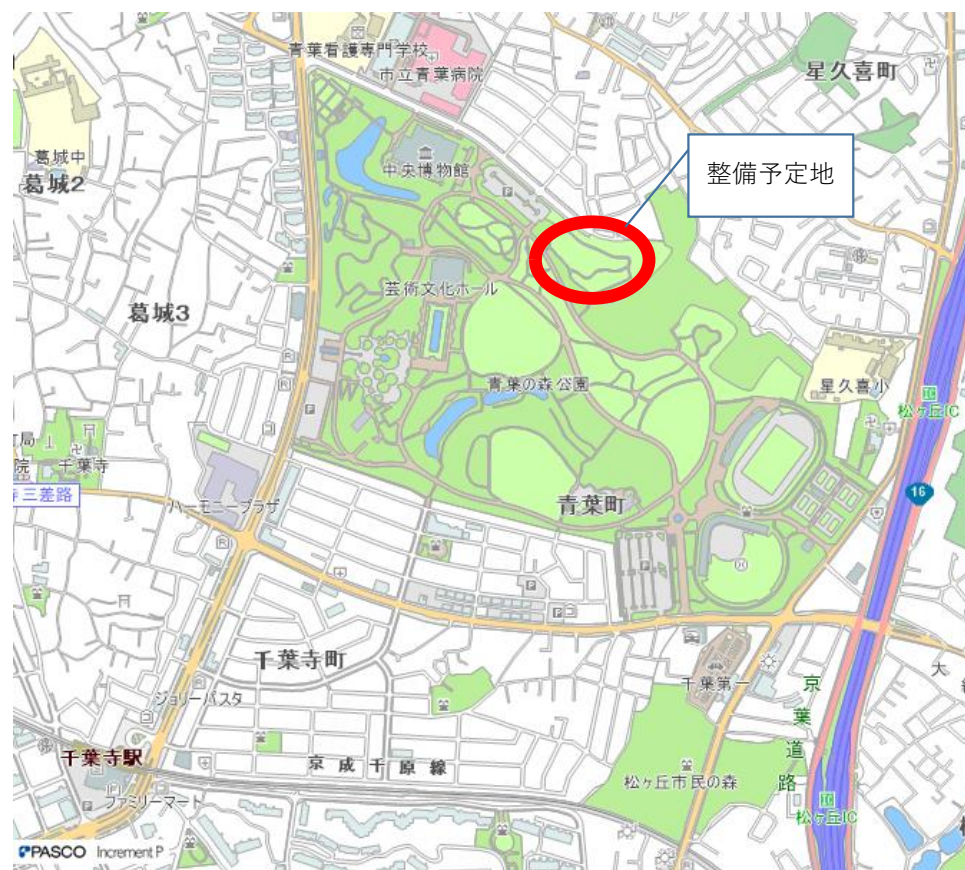 青葉看護専門学校
市立青葉病院
星久喜町
整備予定地
葛城中
葛城2
中央博物館
P
葛城3
芸術文化ホール
青葉の森公園
星久喜小
松ヶ丘IC
P
千葉寺
三差路
ハーモニープラザ
16
青葉町
P
P
千葉寺町
千葉第一
京葉道路
ジョリーパスタ
千葉寺駅
京成千原線
松ヶ丘市民の森
ファミリーマート
松ヶ丘IC
P
PASCO Increment P